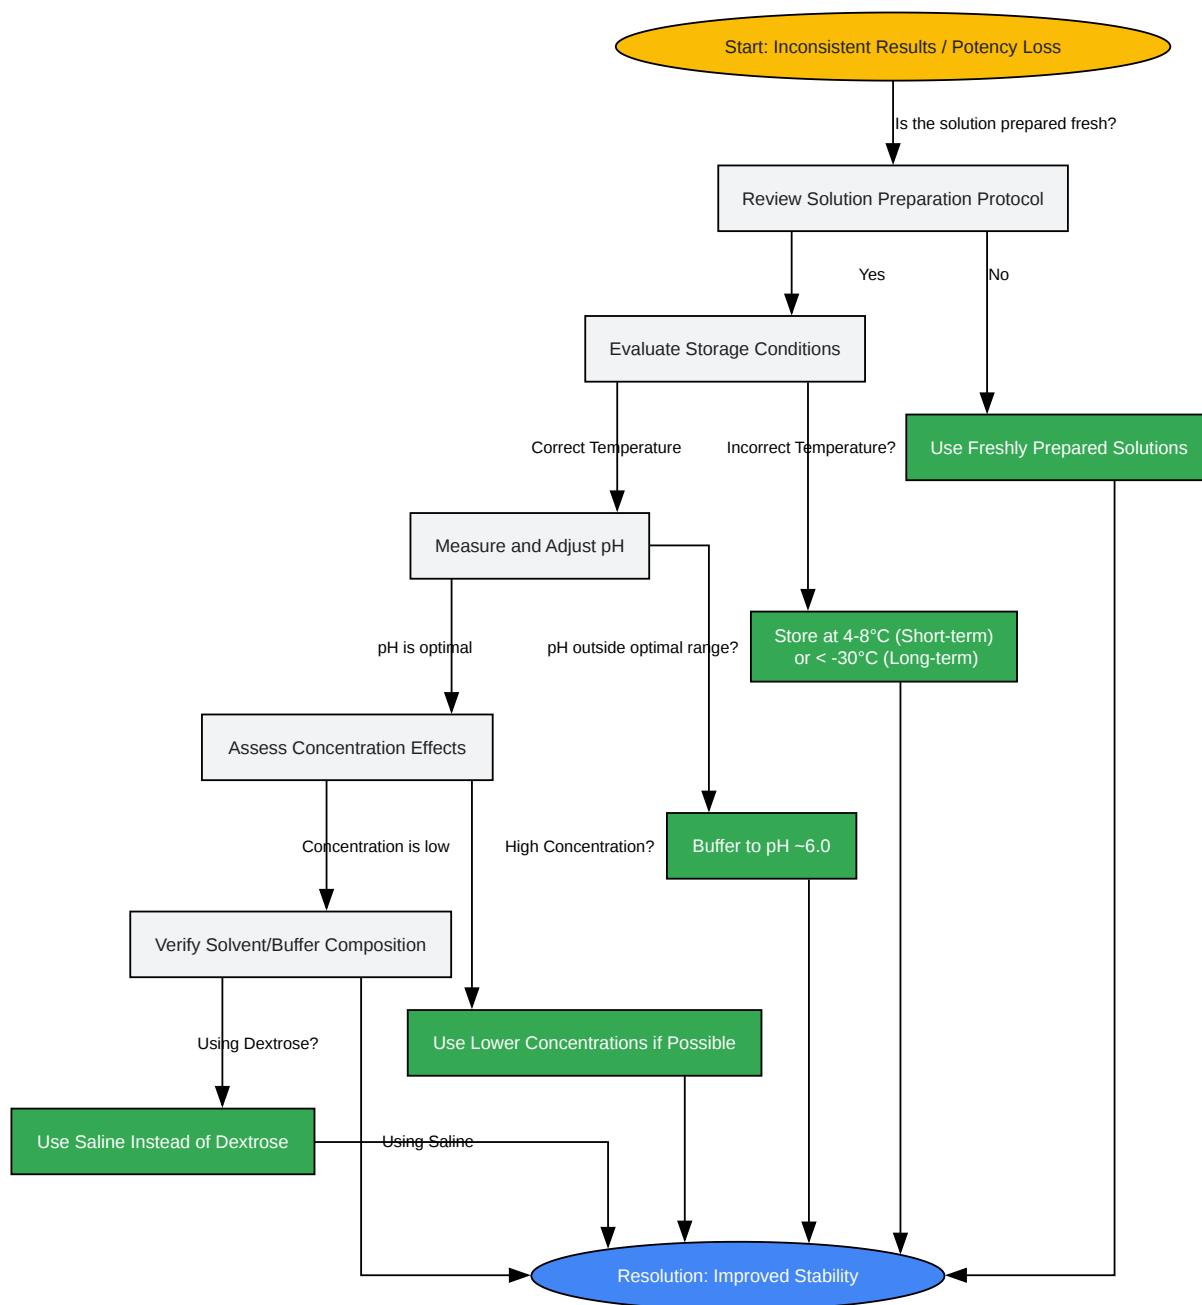 Start: Inconsistent Results / Potency Loss
Is the solution prepared fresh?
Review Solution Preparation Protocol
Yes
No
Evaluate Storage Conditions
Correct Temperature
Incorrect Temperature?
Use Freshly Prepared Solutions
Measure and Adjust pH
pH is optimal
pH outside optimal range?
Store at 4-8°C (Short-term)
or < -30°C (Long-term)
Assess Concentration Effects
Concentration is low
High Concentration?
Buffer to pH ~6.0
Verify Solvent/Buffer Composition
Using Dextrose?
Use Lower Concentrations if Possible
Use Saline Instead of Dextrose
Using Saline
Resolution: Improved Stability